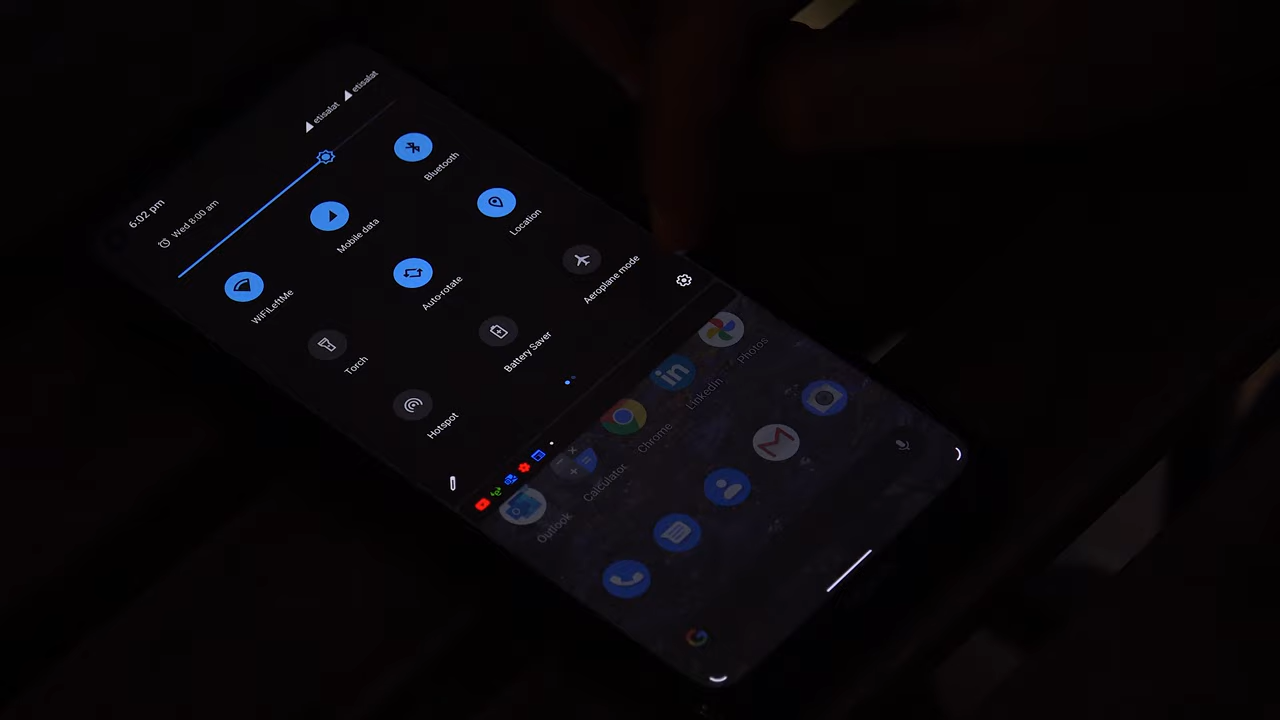 etisalat etisalat
6:02 pm
Wed 8:00 am
WiFiLeftMe
Mobile data
Bluetooth
Torch
Auto-rotate
Location
Hotspot
Battery Saver
Aeroplane mode
Outlook
Calculator
Chrome
LinkedIn
Photos